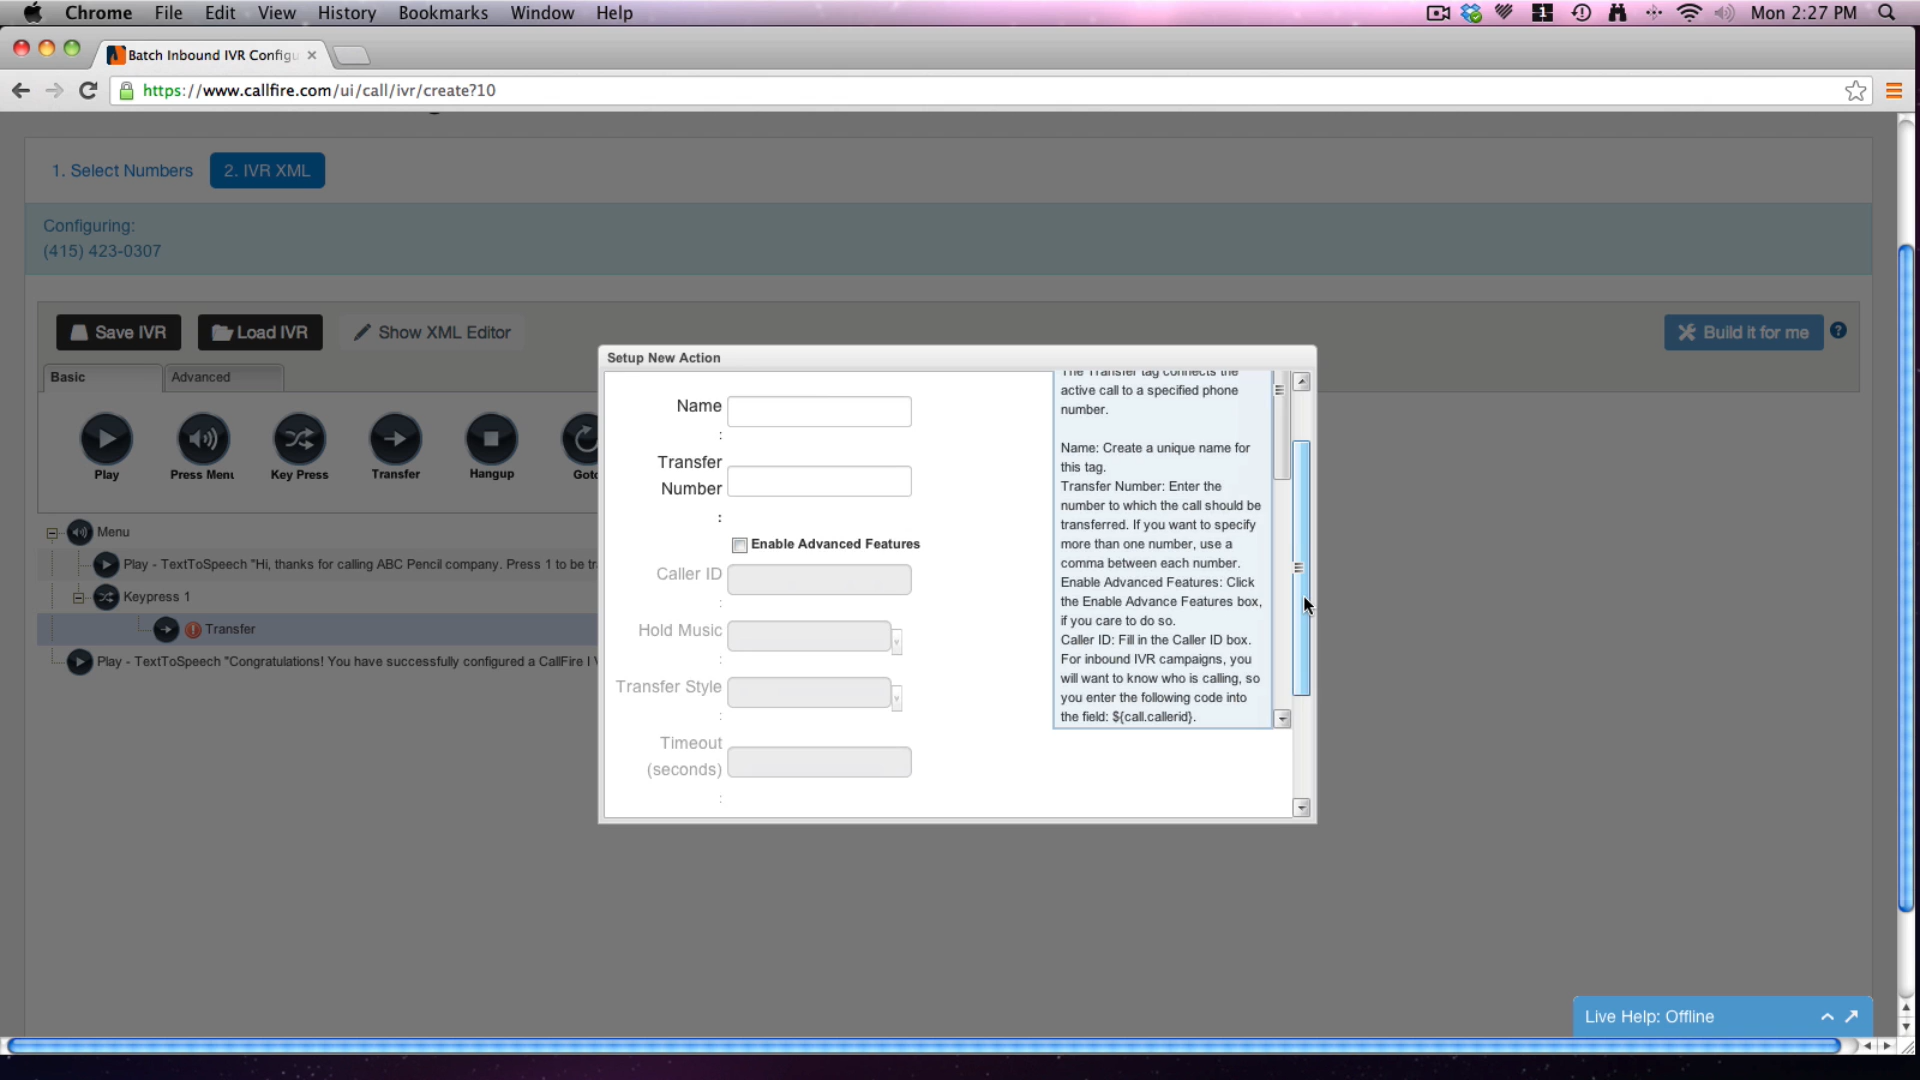 Chrome File Edit View History Bookmarks Window Help
1 Mon 2:27 PM
Batch Inbound IVR Configu
https://www.callfire.com/ui/call/ivr/create?10
1. Select Numbers 2. IVR XML
Configuring:
(415) 423-0307
Save IVR Load IVR Show XML Editor
Build it for me ?
Basic Advanced
Play Press Menu Key Press Transfer Hangup
Menu
Play - TextToSpeech "Hi, thanks for calling ABC Pencil company. Press 1 to be tr
Keypress 1
Transfer
Play - TextToSpeech "Congratulations! You have successfully configured a CallFire I V
Setup New Action
Name
:
Transfer
Number
:
Enable Advanced Features
Caller ID
:
Hold Music
:
Transfer Style
:
Timeout
(seconds)
:
The Transfer tag connects the
active call to a specified phone
number.
Name: Create a unique name for
this tag.
Transfer Number: Enter the
number to which the call should be
transferred. If you want to specify
more than one number, use a
comma between each number.
Enable Advanced Features: Click
the Enable Advance Features box,
if you care to do so.
Caller ID: Fill in the Caller ID box.
For inbound IVR campaigns, you
will want to know who is calling, so
you enter the following code into
the field: ${call.callerid}.
Live Help: Offline